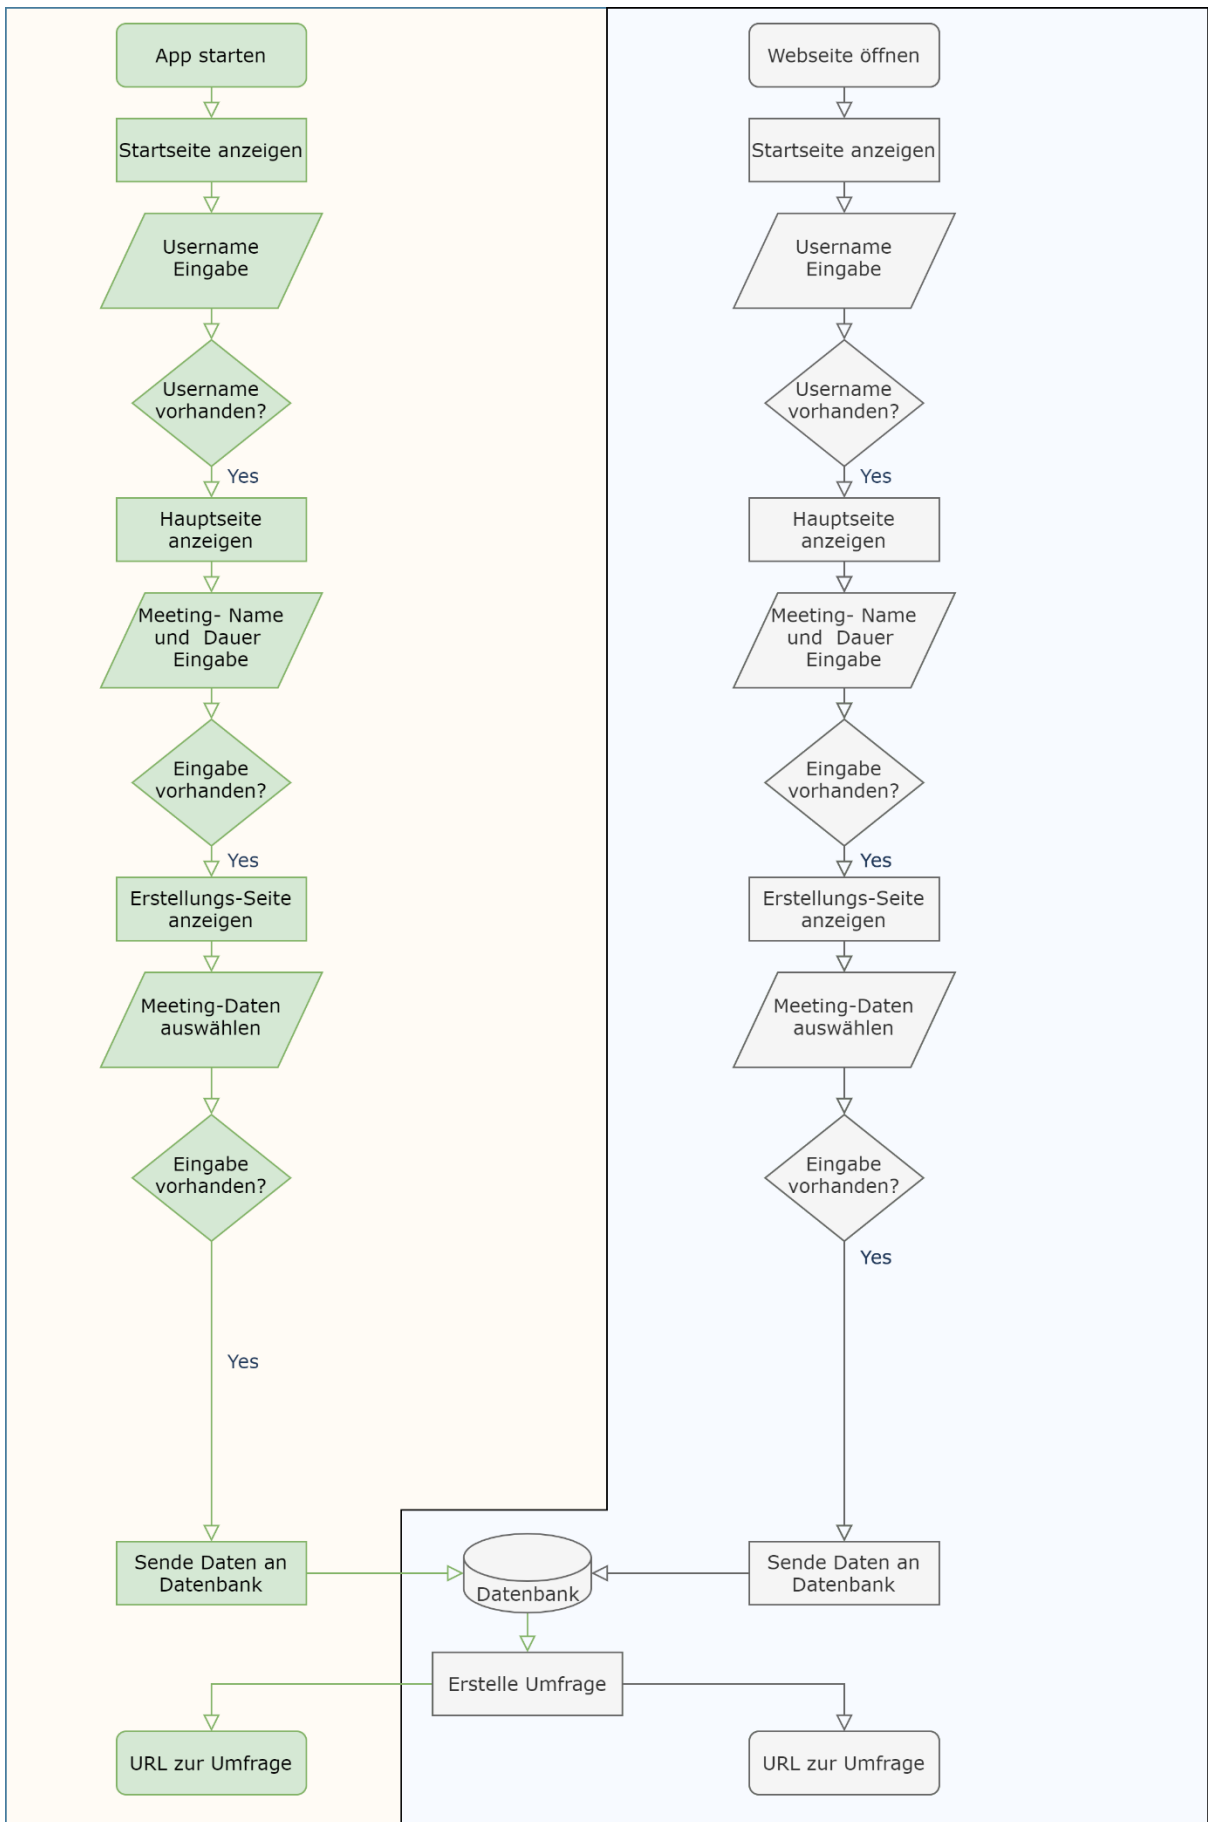 App starten
Startseite anzeigen
Username
Eingabe
Username
vorhanden?
Yes
Hauptseite
anzeigen
Meeting- Name
und  Dauer
Eingabe
Eingabe
vorhanden?
Yes
Erstellungs-Seite
anzeigen
Meeting-Daten
auswählen
Eingabe
vorhanden?
Yes
Sende Daten an
Datenbank
Webseite öffnen
Startseite anzeigen
Username
Eingabe
Username
vorhanden?
Yes
Hauptseite
anzeigen
Meeting- Name
und  Dauer
Eingabe
Eingabe
vorhanden?
Yes
Erstellungs-Seite
anzeigen
Meeting-Daten
auswählen
Eingabe
vorhanden?
Yes
Sende Daten an
Datenbank
Datenbank
Erstelle Umfrage
URL zur Umfrage
URL zur Umfrage